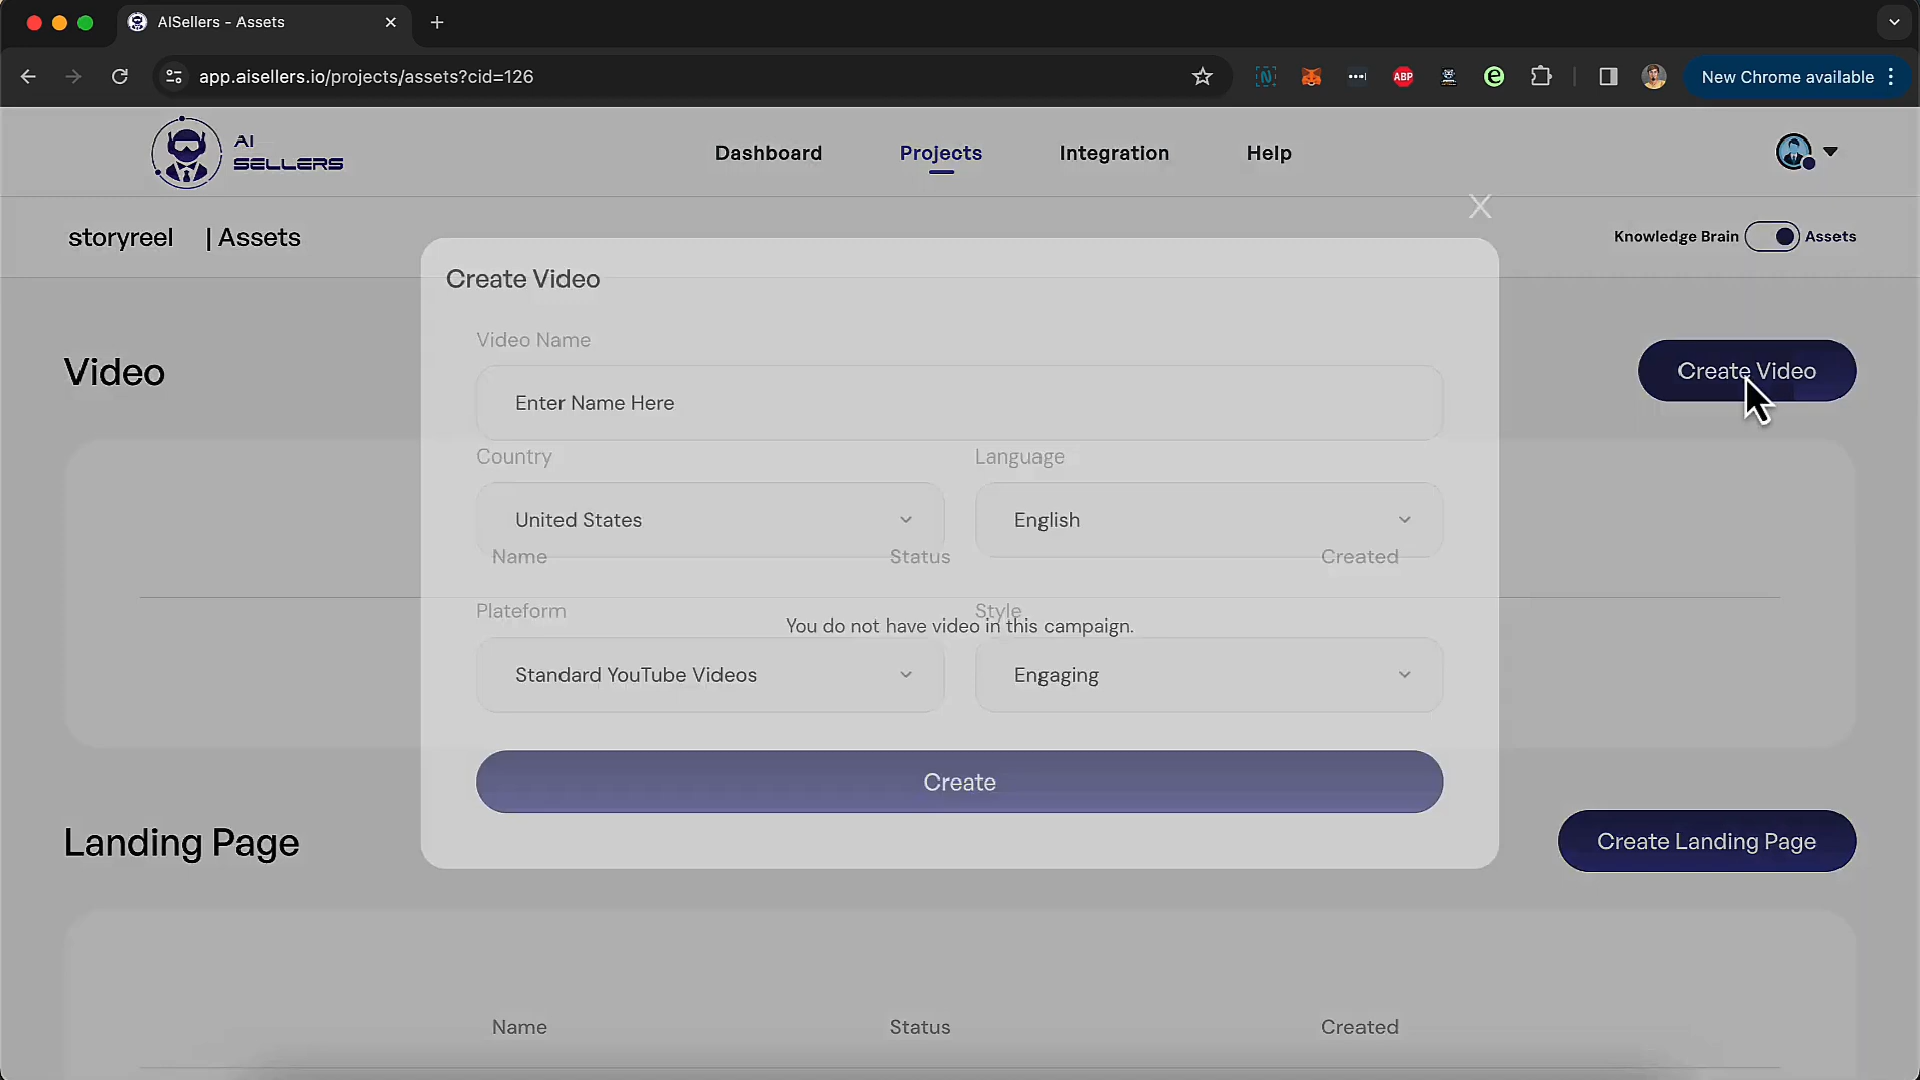 AISellers - Assets
app.aisellers.io/projects/assets?cid=126
ABP
New Chrome available
AI
SELLERS
Dashboard
Projects
Integration
Help
storyreel | Assets
Knowledge Brain
Assets
X
Create Video
Video Name
Enter Name Here
Video
Create Video
Country
Language
United States
English
Name
Status
Created
Plateform
Style
You do not have video in this campaign.
Standard YouTube Videos
Engaging
Create
Landing Page
Create Landing Page
Name
Status
Created